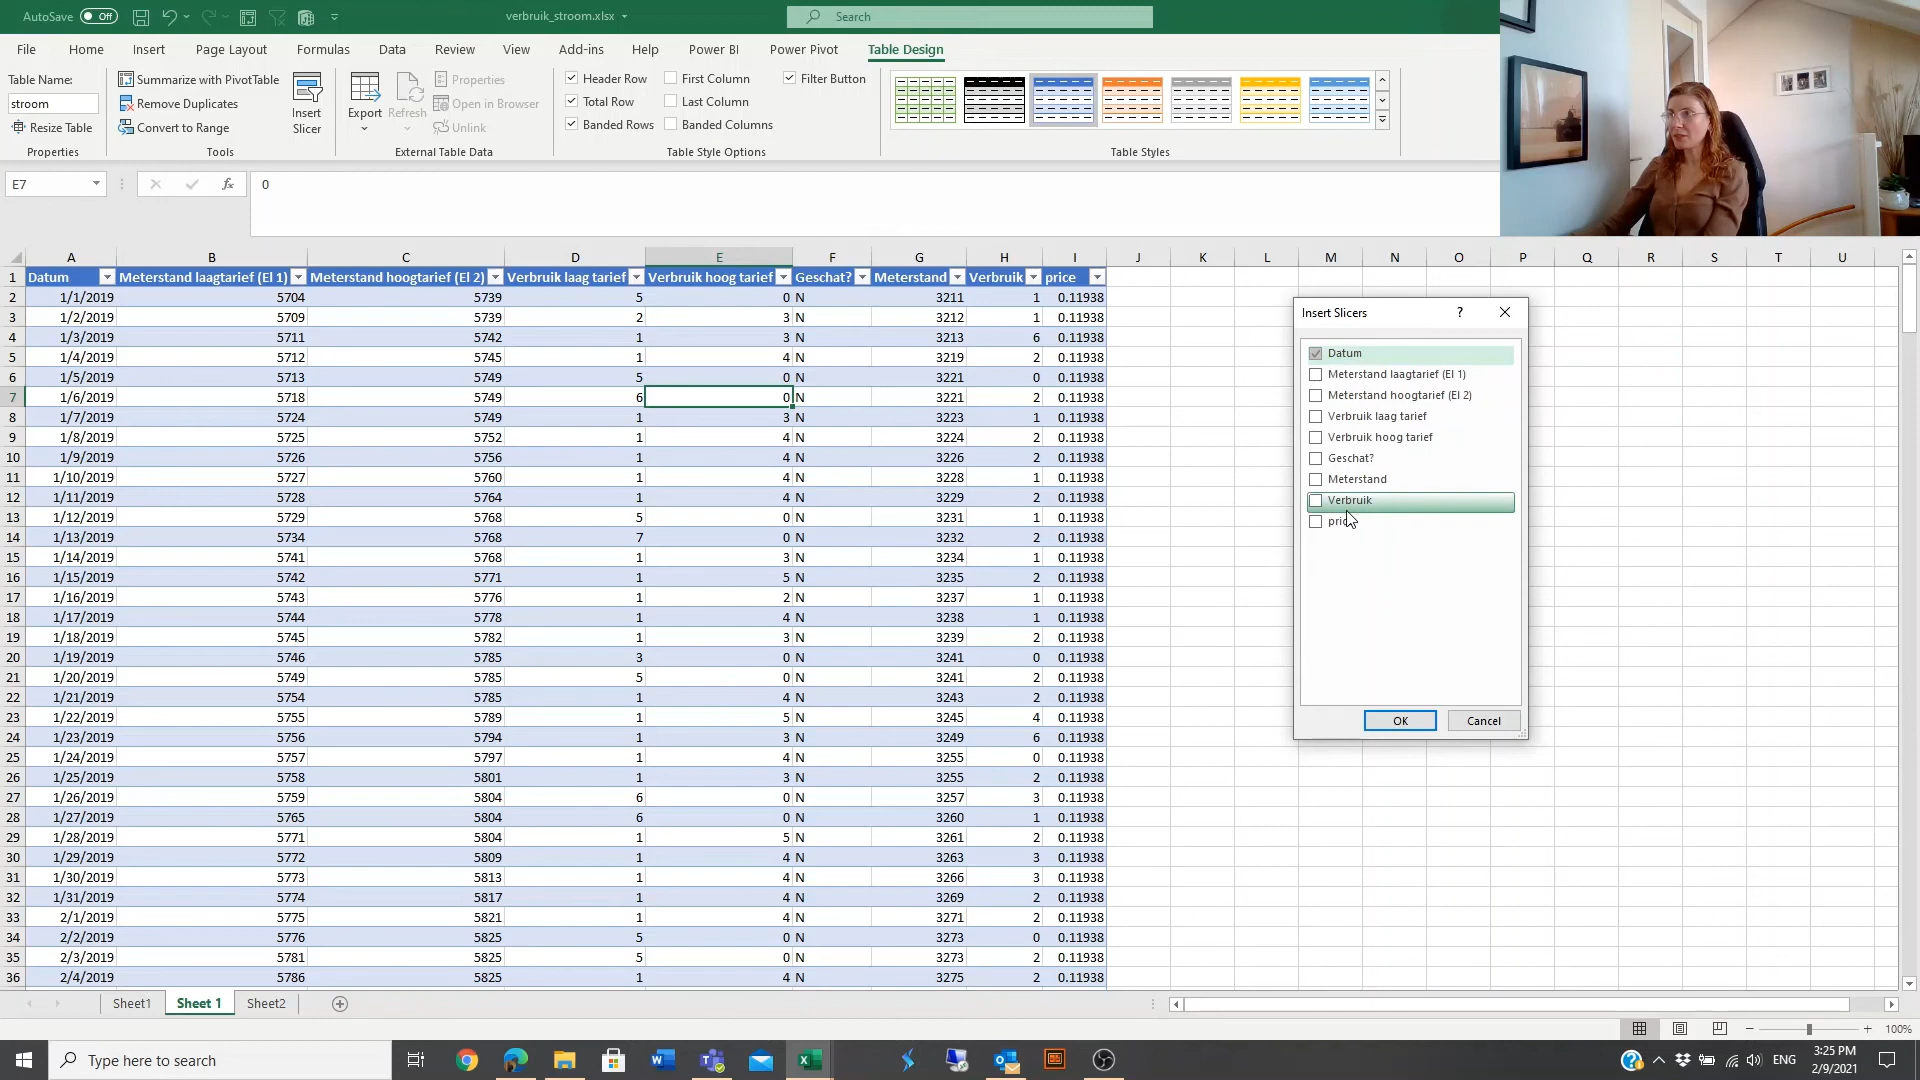 AutoSave Off
verbruik_stroom.xlsx
Search
File Home Insert Page Layout Formulas Data Review View Add-ins Help Power BI Power Pivot Table Design
Table Name:
stroom
Resize Table
Properties
Summarize with PivotTable
Remove Duplicates
Convert to Range
Insert Slicer
Tools
Export
Refresh
Properties
Open in Browser
Unlink
External Table Data
Header Row
Total Row
Banded Rows
First Column
Last Column
Banded Columns
Filter Button
Table Style Options
Table Styles
E7
fx
0
A B C D E F G H I J K L M N O P Q R S T U
1 Datum Meterstand laagtarief (El 1) Meterstand hoogtarief (El 2) Verbruik laag tarief Verbruik hoog tarief Geschat? Meterstand Verbruik price
2 1/1/2019 5704 5739 5 0 N 3211 1 0.11938
3 1/2/2019 5709 5739 2 3 N 3212 1 0.11938
4 1/3/2019 5711 5742 1 3 N 3213 6 0.11938
5 1/4/2019 5712 5745 1 4 N 3219 2 0.11938
6 1/5/2019 5713 5749 5 0 N 3221 0 0.11938
7 1/6/2019 5718 5749 6 0 N 3221 2 0.11938
8 1/7/2019 5724 5749 1 3 N 3223 1 0.11938
9 1/8/2019 5725 5752 1 4 N 3224 2 0.11938
10 1/9/2019 5726 5756 1 4 N 3226 2 0.11938
11 1/10/2019 5727 5760 1 4 N 3228 1 0.11938
12 1/11/2019 5728 5764 1 4 N 3229 2 0.11938
13 1/12/2019 5729 5768 5 0 N 3231 1 0.11938
14 1/13/2019 5734 5768 7 0 N 3232 2 0.11938
15 1/14/2019 5741 5768 1 3 N 3234 1 0.11938
16 1/15/2019 5742 5771 1 5 N 3235 2 0.11938
17 1/16/2019 5743 5776 1 2 N 3237 1 0.11938
18 1/17/2019 5744 5778 1 4 N 3238 1 0.11938
19 1/18/2019 5745 5782 1 3 N 3239 2 0.11938
20 1/19/2019 5746 5785 3 0 N 3241 0 0.11938
21 1/20/2019 5749 5785 5 0 N 3241 2 0.11938
22 1/21/2019 5754 5785 1 4 N 3243 2 0.11938
23 1/22/2019 5755 5789 1 5 N 3245 4 0.11938
24 1/23/2019 5756 5794 1 3 N 3249 6 0.11938
25 1/24/2019 5757 5797 1 4 N 3255 0 0.11938
26 1/25/2019 5758 5801 1 3 N 3255 2 0.11938
27 1/26/2019 5759 5804 6 0 N 3257 3 0.11938
28 1/27/2019 5765 5804 6 0 N 3260 1 0.11938
29 1/28/2019 5771 5804 1 5 N 3261 2 0.11938
30 1/29/2019 5772 5809 1 4 N 3263 3 0.11938
31 1/30/2019 5773 5813 1 4 N 3266 3 0.11938
32 1/31/2019 5774 5817 1 4 N 3269 2 0.11938
33 2/1/2019 5775 5821 1 4 N 3271 2 0.11938
34 2/2/2019 5776 5825 5 0 N 3273 0 0.11938
35 2/3/2019 5781 5825 5 0 N 3273 2 0.11938
36 2/4/2019 5786 5825 1 4 N 3275 2 0.11938
Insert Slicers ?
Datum
Meterstand laagtarief (El 1)
Meterstand hoogtarief (El 2)
Verbruik laag tarief
Verbruik hoog tarief
Geschat?
Meterstand
Verbruik
OK Cancel
Sheet1 Sheet 1 Sheet2
100%
Type here to search
ENG
3:25 PM
2/9/2021